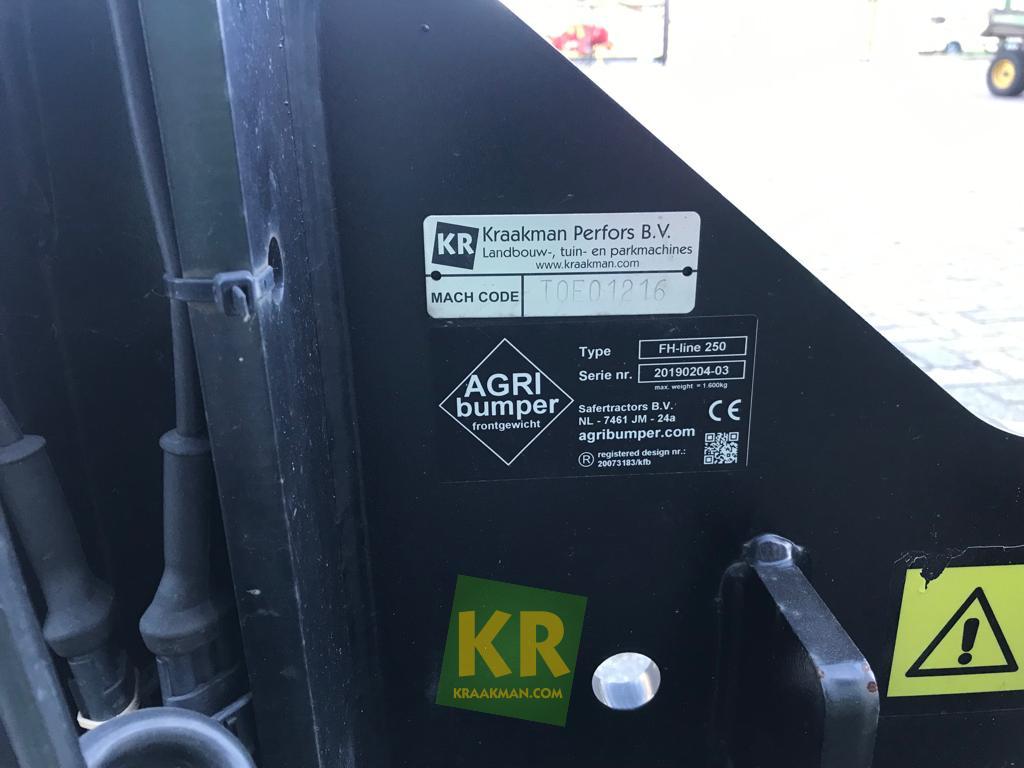 KR Kraakman Perfors B.V.
Landbouw-, tuin- en parkmachines
www.kraakman.com
MACH CODE TOE01216
AGRI
bumper
frontgewicht
Type FH-line 250
Serie nr. 20190204-03
max. weight = 1.600kg
Safertractors B.V.
NL - 7461 JM - 24a
agribumper.com
CE
® registered design nr.:
20073183/kfb
KR
KRAAKMAN.COM